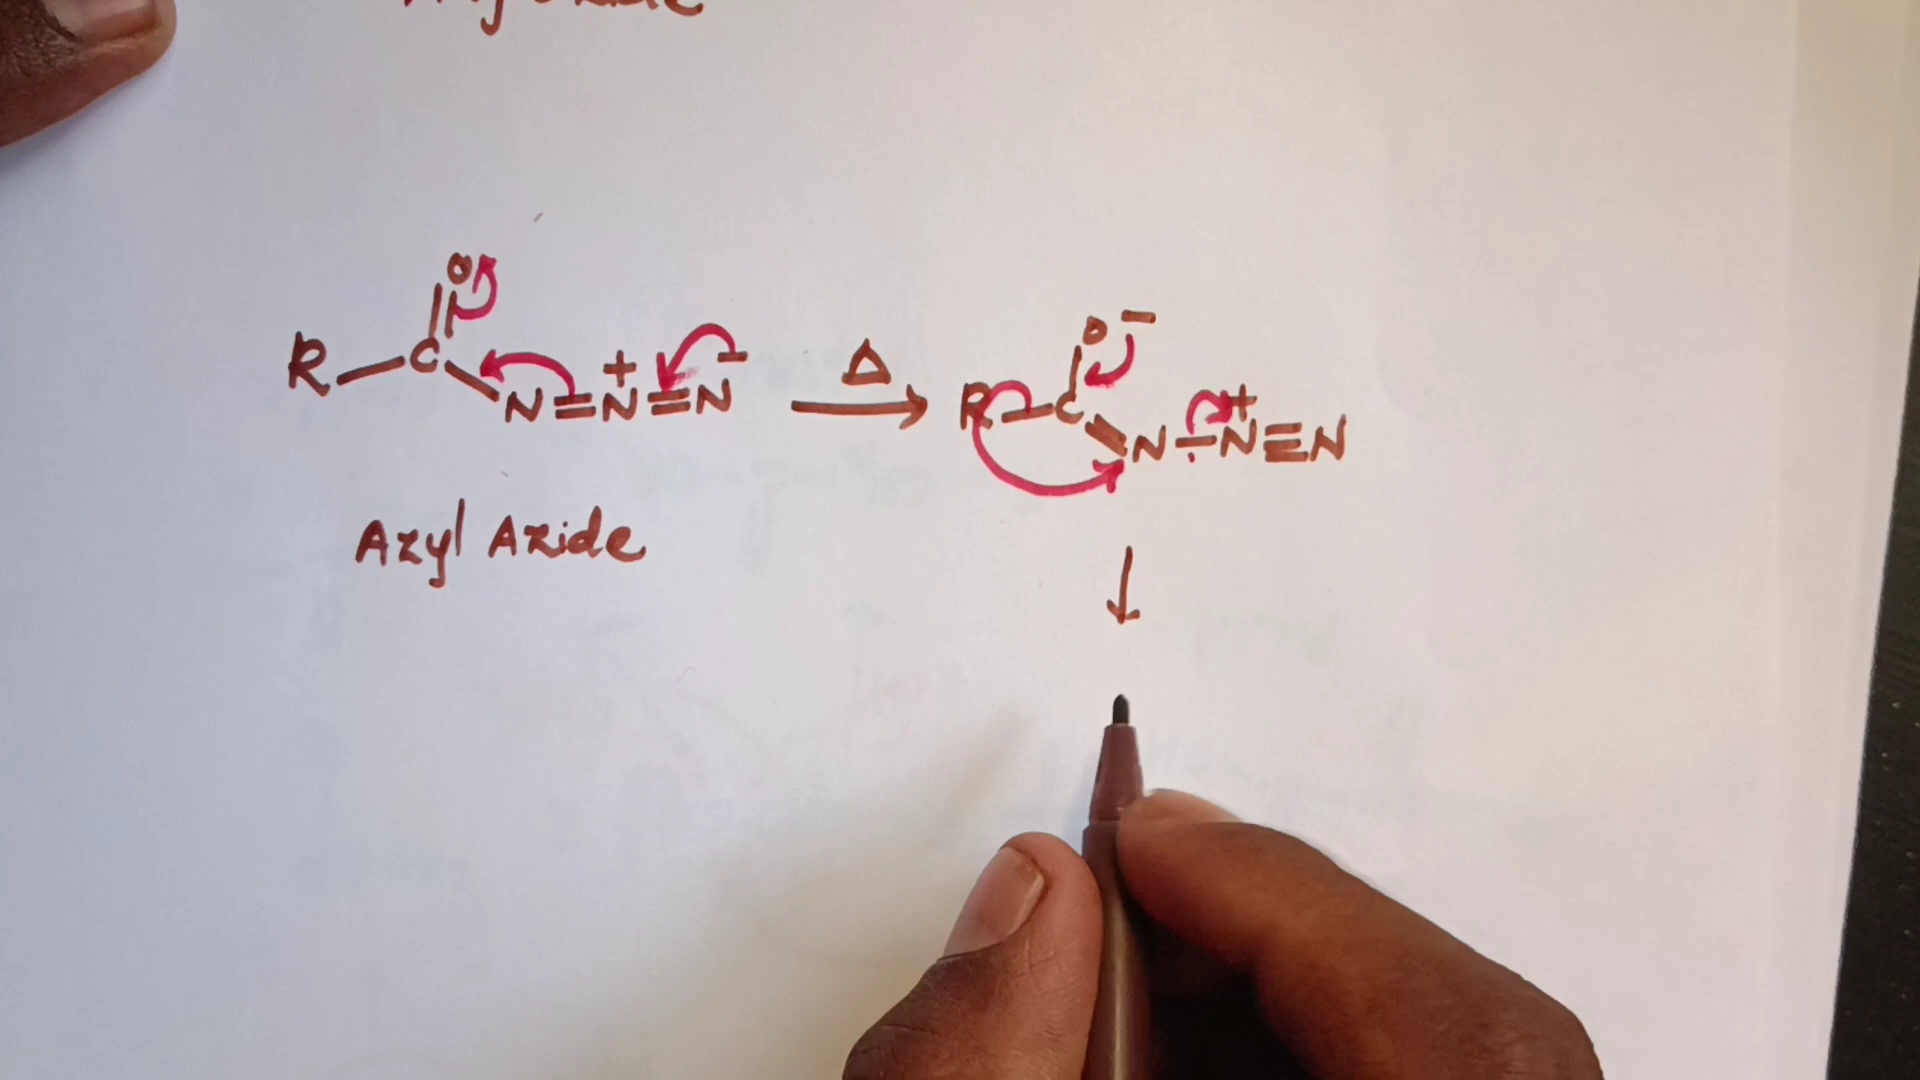 O O –
R – C + – Δ R – C +
N = N = N → N – N ≡ N
Azyl Azide